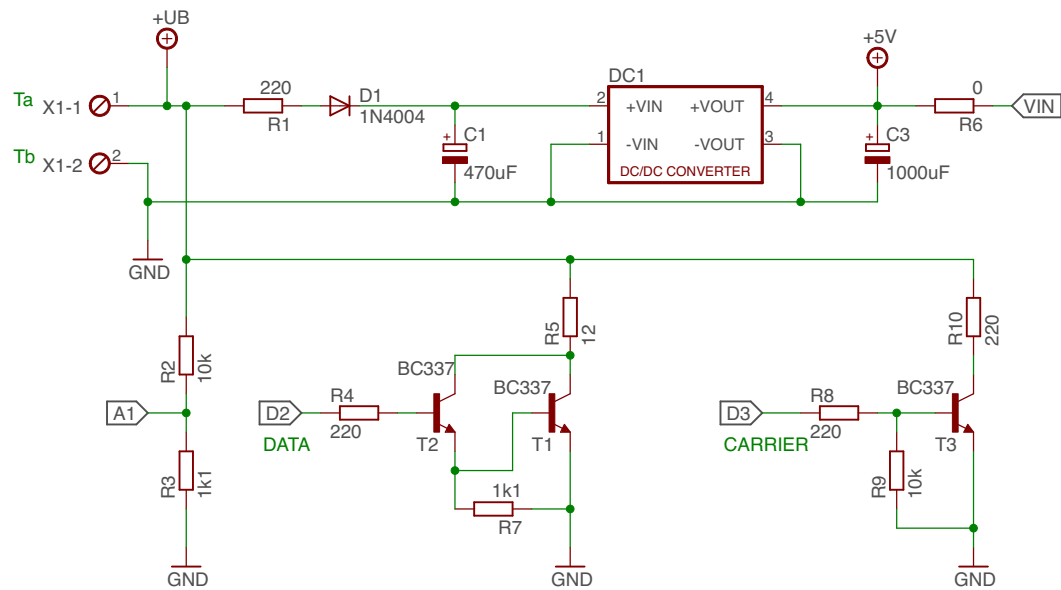 +UB
+5V
Ta X1-1 1
220
R1
D1
1N4004
DC1
2 +VIN +VOUT 4
1 -VIN -VOUT 3
DC/DC CONVERTER
0
R6
VIN
Tb X1-2 2
+ C1
470uF
+ C3
1000uF
GND
R2
10k
R5
12
R10
220
A1
D2
DATA
R4
220
BC337
T2
BC337
T1
D3
CARRIER
R8
220
BC337
T3
R3
1k1
1k1
R7
R9
10k
GND
GND
GND